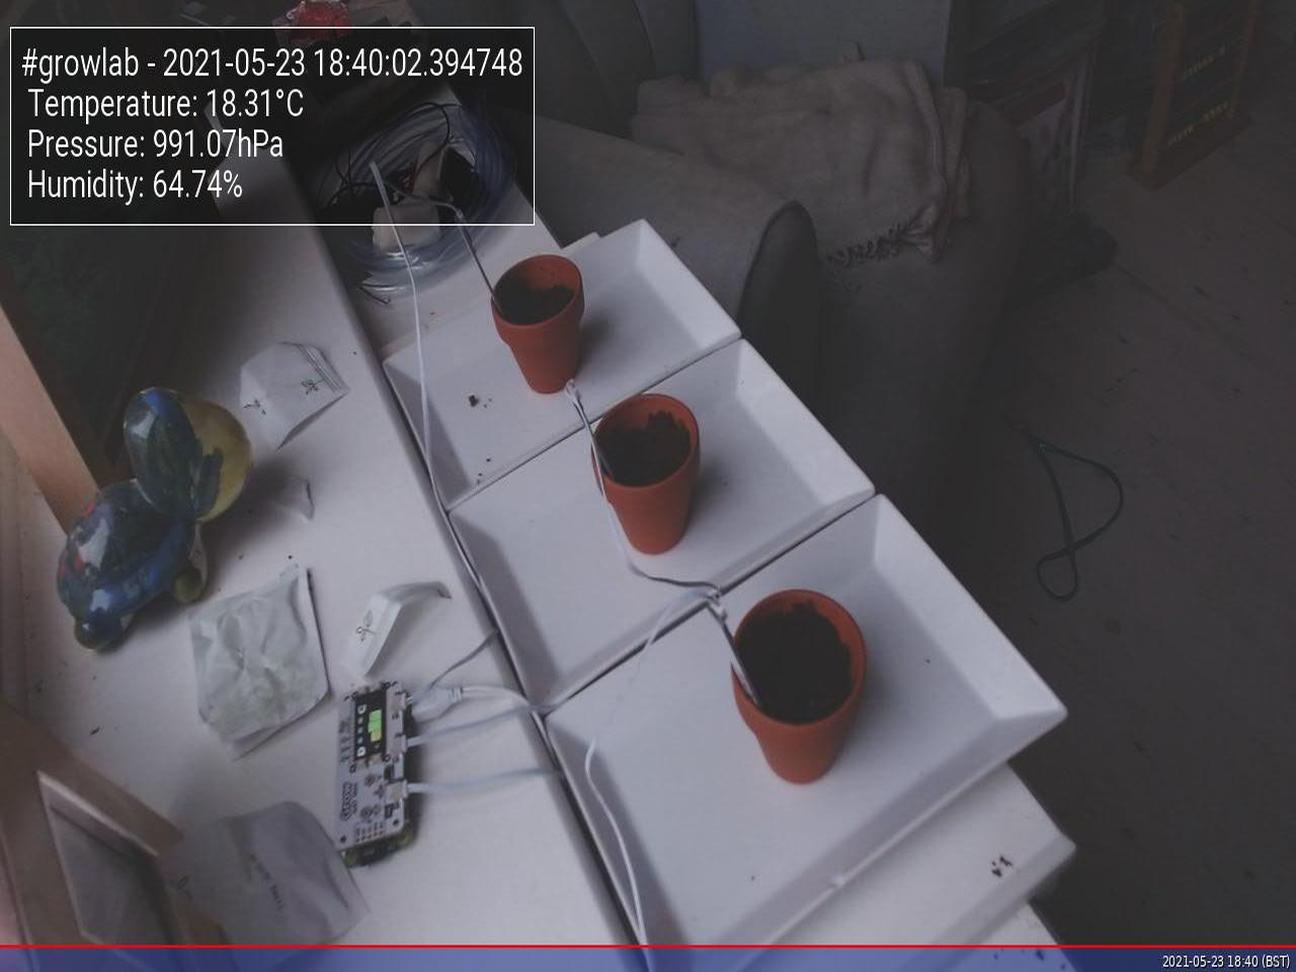 #growlab - 2021-05-23 18:40:02.394748
Temperature: 18.31°C
Pressure: 991.07hPa
Humidity: 64.74%
GROW
2021-05-23 18:40 (BST)